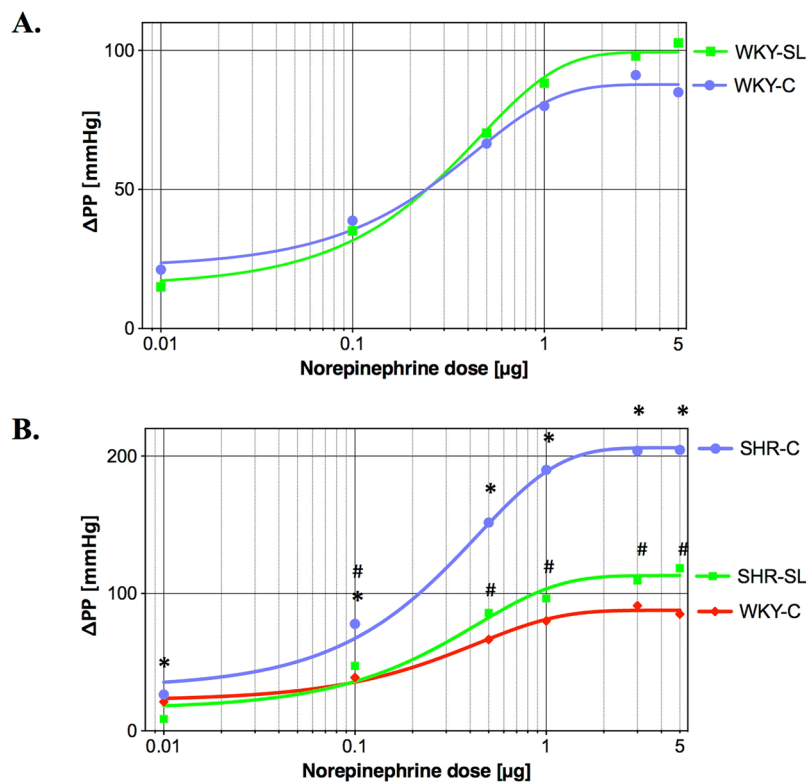 A.
100
50
0
ΔPP [mmHg]
0.01 0.1 1 5
Norepinephrine dose [µg]
WKY-SL
WKY-C
B.
200
100
0
ΔPP [mmHg]
* * * * # * # # # #
*
0.01 0.1 1 5
Norepinephrine dose [µg]
SHR-C
SHR-SL
WKY-C